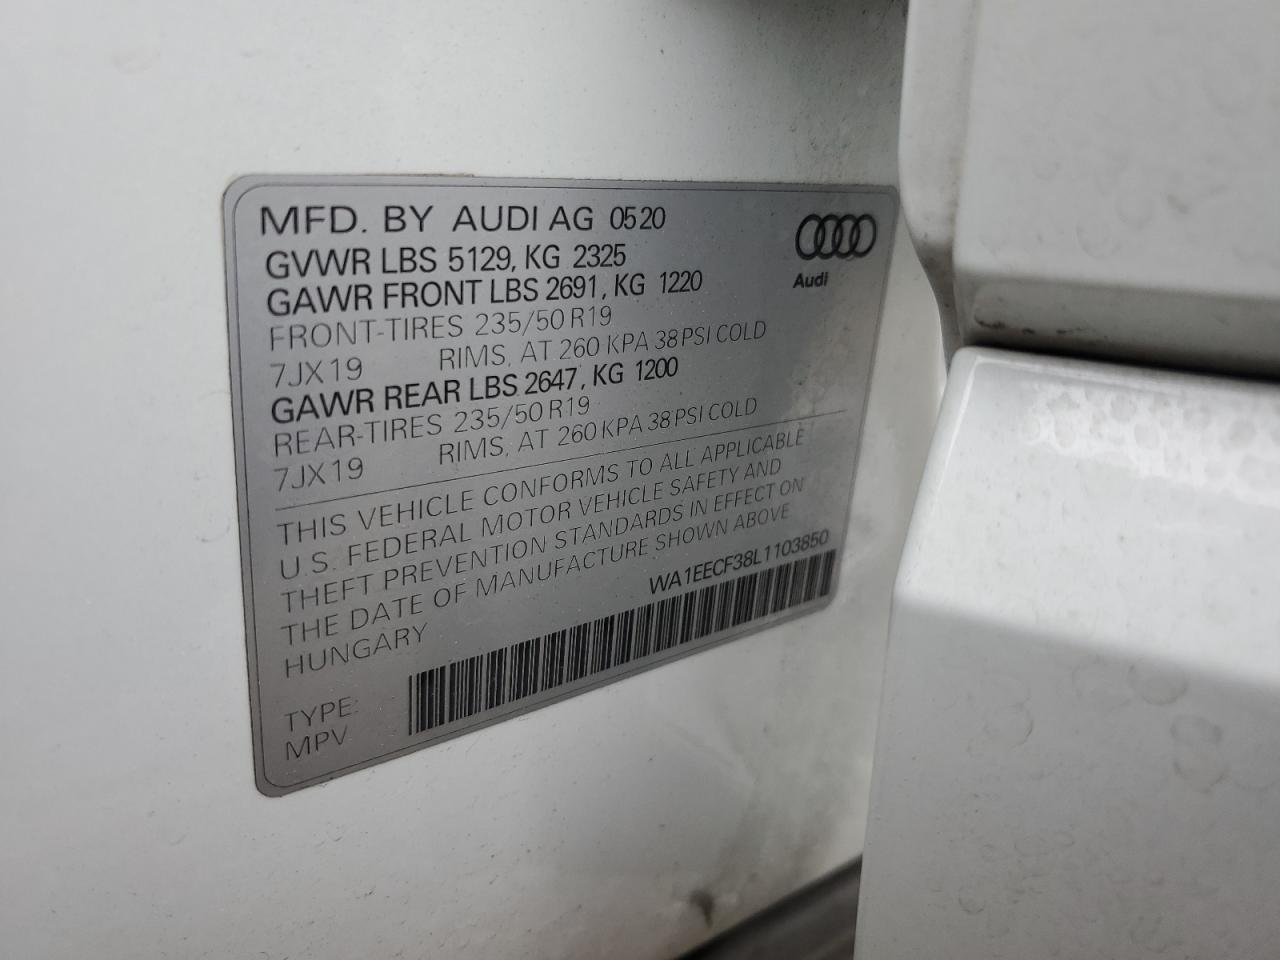 MFD. BY AUDI AG 0520
GVWR LBS 5129, KG 2325
GAWR FRONT LBS 2691, KG 1220
FRONT-TIRES 235/50 R19
7JX19 RIMS, AT 260 KPA 38 PSI COLD
GAWR REAR LBS 2647, KG 1200
REAR-TIRES 235/50 R19
7JX19 RIMS, AT 260 KPA 38 PSI COLD
Audi
THIS VEHICLE CONFORMS TO ALL APPLICABLE
U.S. FEDERAL MOTOR VEHICLE SAFETY AND
THEFT PREVENTION STANDARDS IN EFFECT ON
THE DATE OF MANUFACTURE SHOWN ABOVE
HUNGARY
WA1EECF38L1103850
TYPE:
MPV